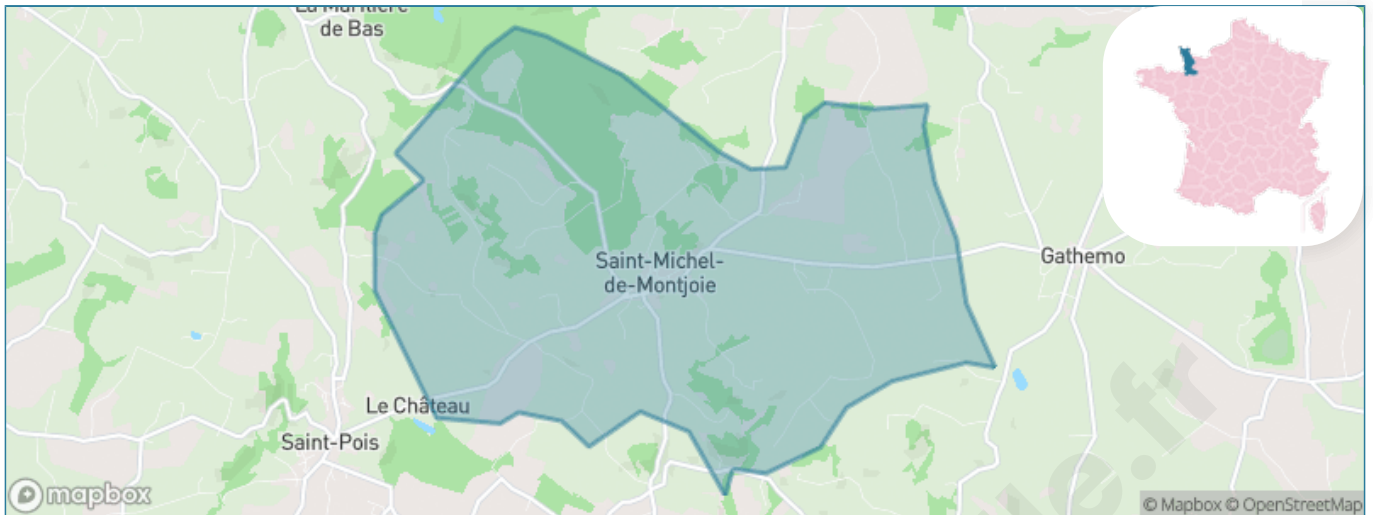 de Bas
Saint-Michel-
de-Montjoie
Gathemo
Le Château
Saint-Pois
mapbox
© Mapbox © OpenStreetMap